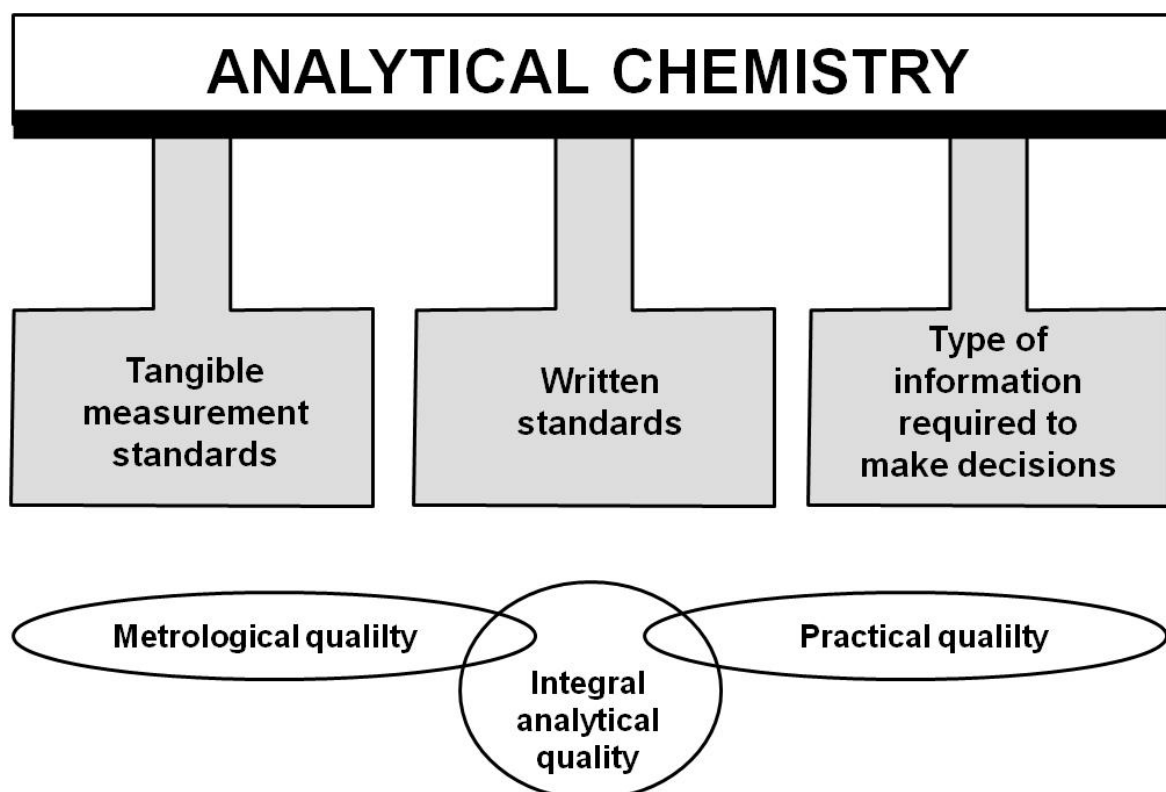 ANALYTICAL CHEMISTRY
Tangible
measurement
standards
Written
standards
Type of
information
required to
make decisions
Metrological qualilty
Integral
analytical
quality
Practical qualilty